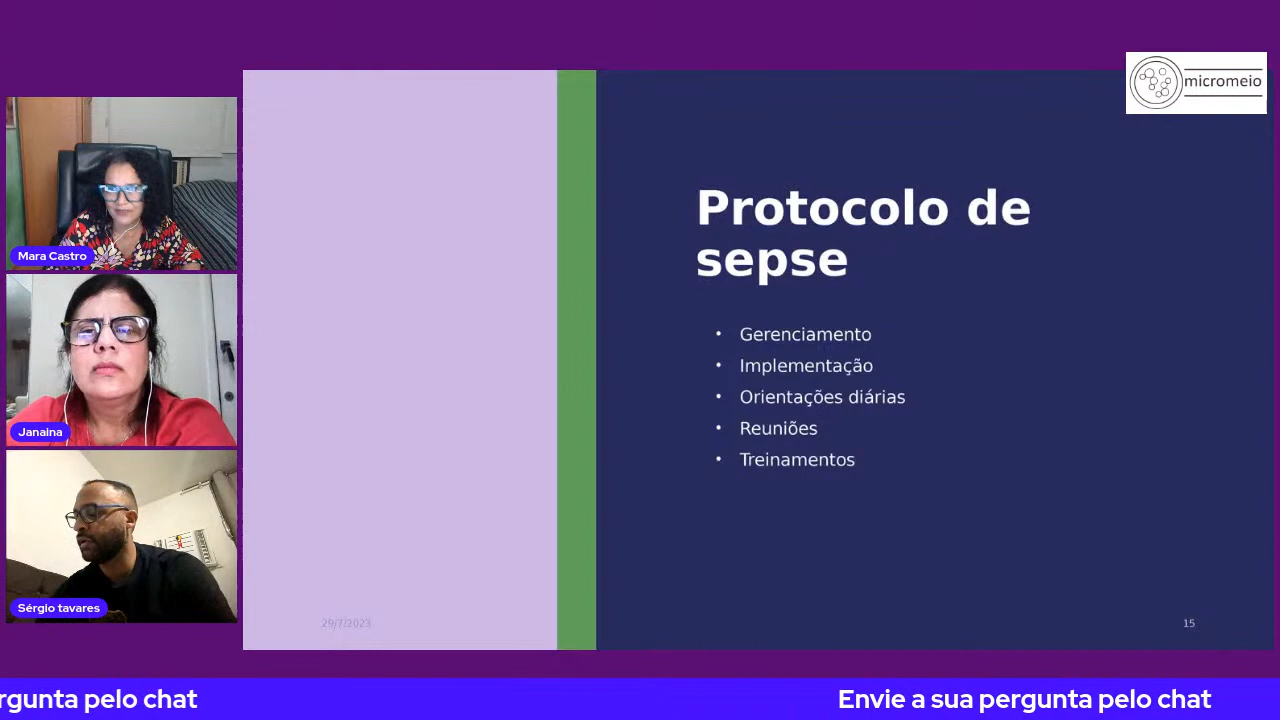 micromeio
Protocolo de
sepse
• Gerenciamento
• Implementação
• Orientações diárias
• Reuniões
• Treinamentos
29/7/2023
15
Mara Castro
Janaina
Sérgio tavares
rgunta pelo chat
Envie a sua pergunta pelo chat